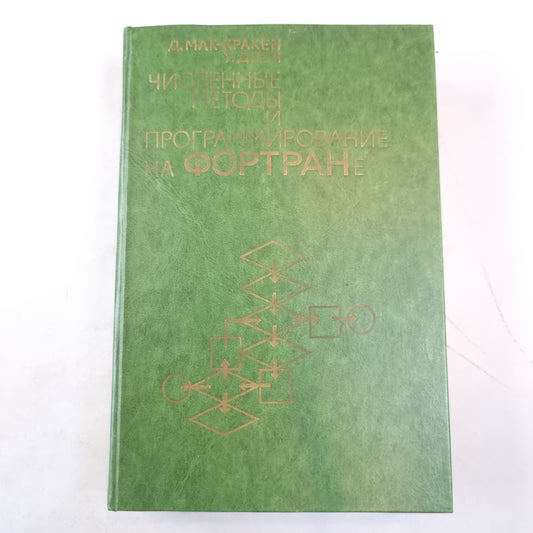 Д. МАК-КРАКЕН
У. ДОРН
ЧИСЛЕННЫЕ
МЕТОДЫ
И
ПРОГРАММИРОВАНИЕ
НА ФОРТРАНЕ